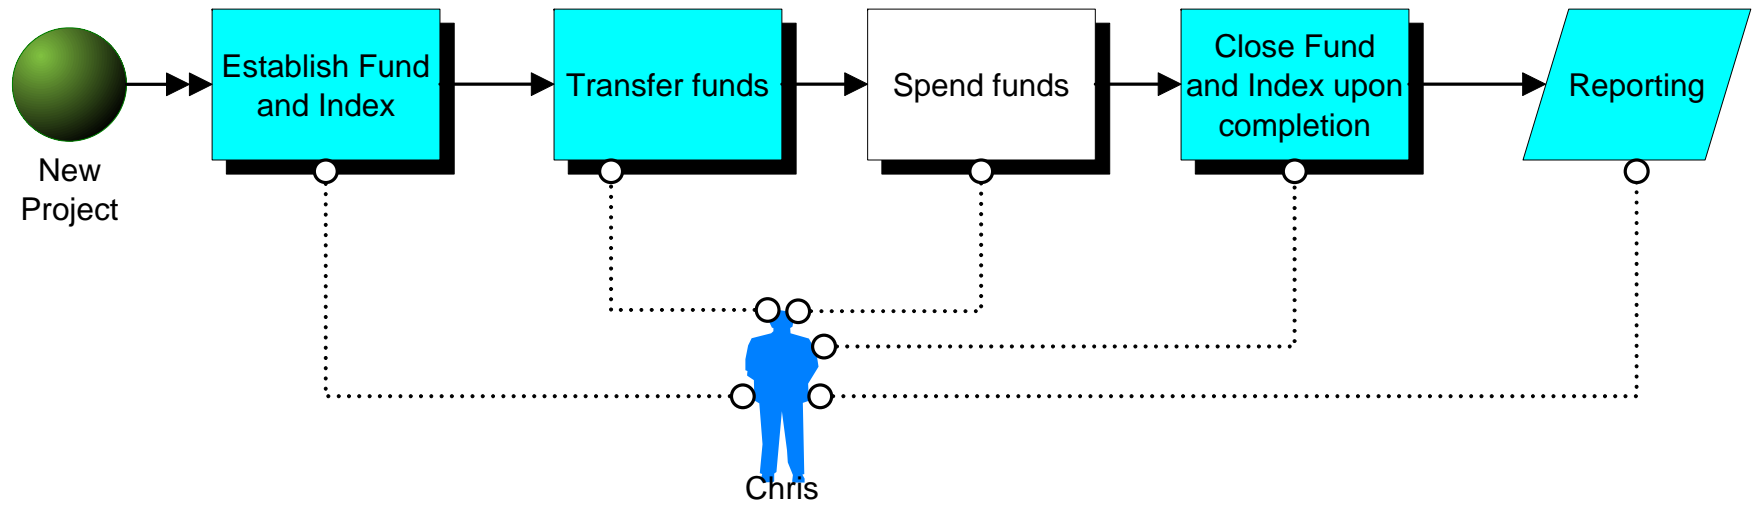 New
Project
Establish Fund
and Index
Transfer funds
Spend funds
Close Fund
and Index upon
completion
Reporting
Chris